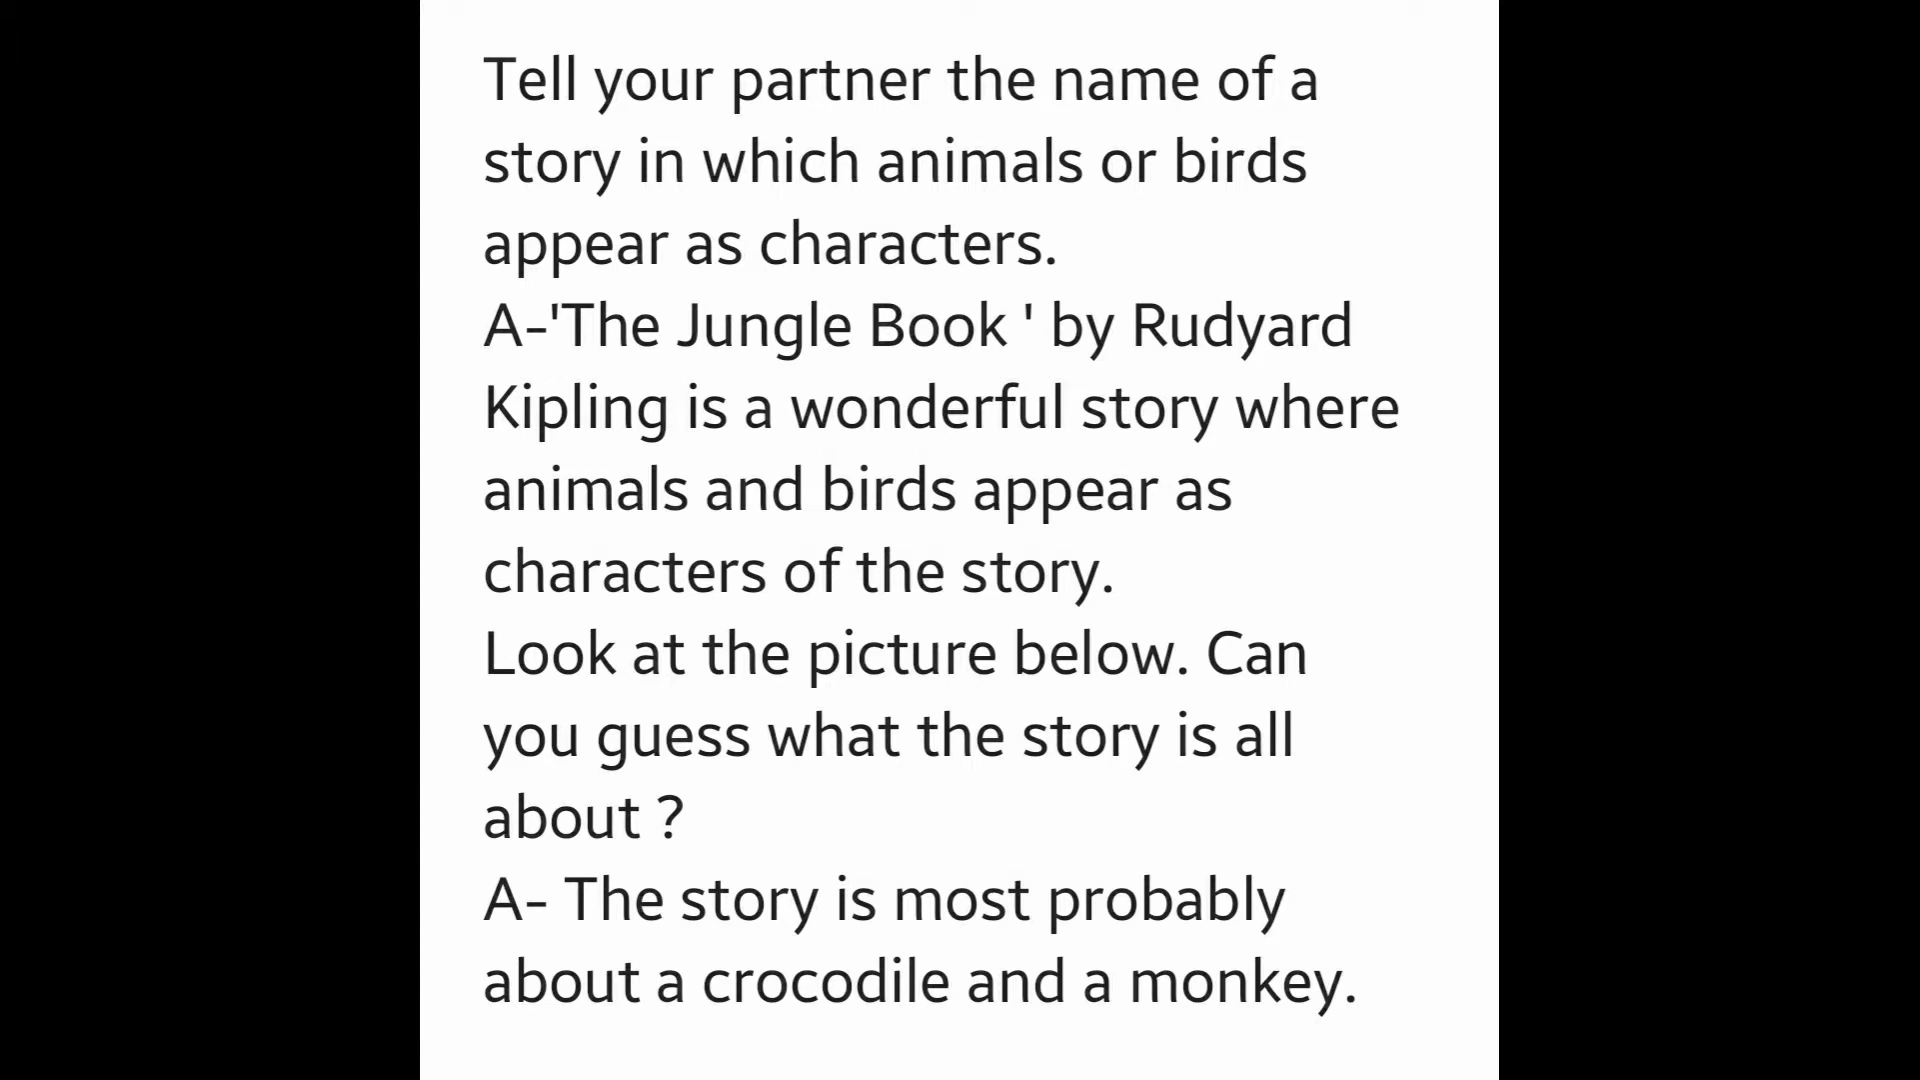 Tell your partner the name of a
story in which animals or birds
appear as characters.
A-'The Jungle Book ' by Rudyard
Kipling is a wonderful story where
animals and birds appear as
characters of the story.
Look at the picture below. Can
you guess what the story is all
about ?
A- The story is most probably
about a crocodile and a monkey.